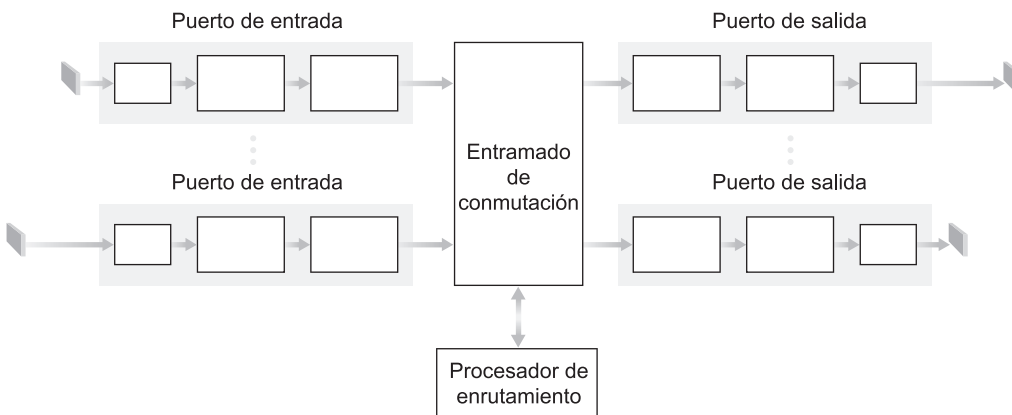 Puerto de entrada
Puerto de salida
Entramado
de
conmutación
Puerto de entrada
Puerto de salida
Procesador de
enrutamiento